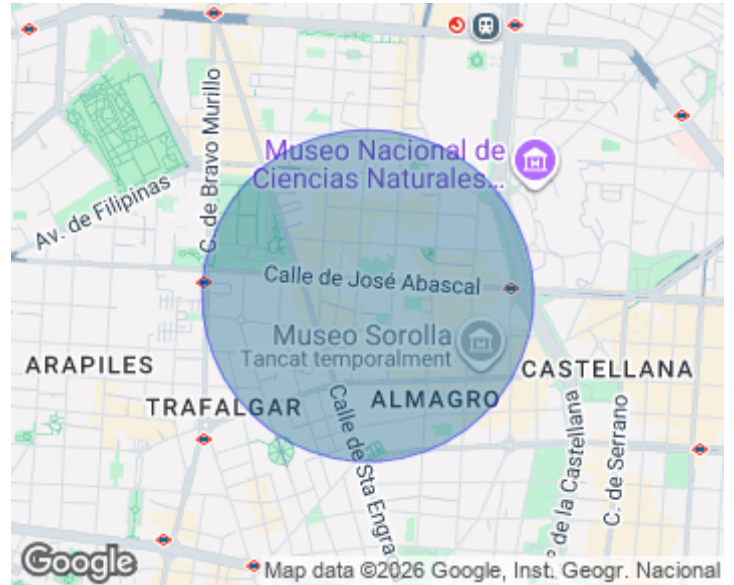 C. de Bravo Murillo
Museo Nacional de
Ciencias Naturales...
Av. de Filipinas
Calle de José Abascal
Museo Sorolla
Tancat temporalment
ARAPILES
CASTELLANA
TRAFALGAR
ALMAGRO
Calle de Sta Engra
P.º de la Castellana
C. de Serrano
Google
Map data ©2026 Google, Inst. Geogr. Nacional